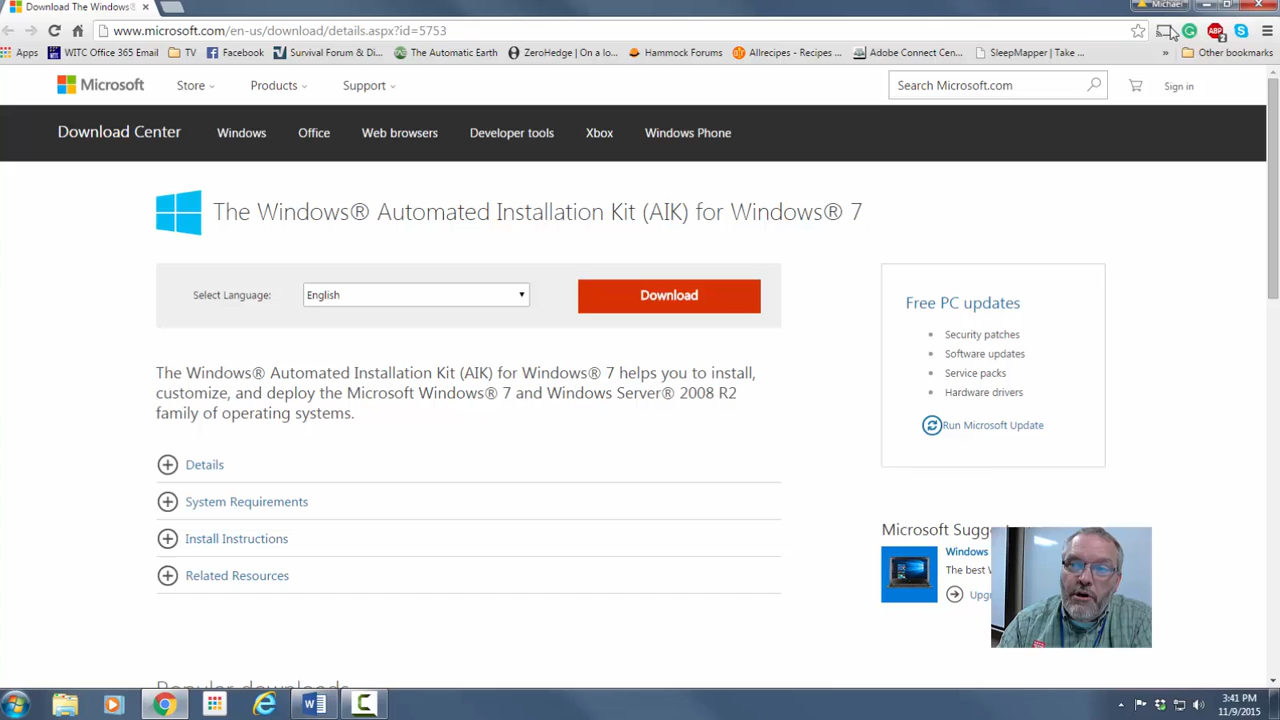 Download The Windows®
Michael
www.microsoft.com/en-us/download/details.aspx?id=5753
Apps WITC Office 365 Email TV Facebook Survival Forum & Di... The Automatic Earth ZeroHedge | On a lo... Hammock Forums Allrecipes - Recipes ... Adobe Connect Cen... SleepMapper | Take ... » Other bookmarks
Microsoft Store Products Support Search Microsoft.com Sign in
Download Center Windows Office Web browsers Developer tools Xbox Windows Phone
The Windows® Automated Installation Kit (AIK) for Windows® 7
Select Language: English Download
Free PC updates
Security patches
Software updates
Service packs
Hardware drivers
Run Microsoft Update
The Windows® Automated Installation Kit (AIK) for Windows® 7 helps you to install,
customize, and deploy the Microsoft Windows® 7 and Windows Server® 2008 R2
family of operating systems.
Details
System Requirements
Install Instructions
Related Resources
Microsoft Sugg
Windows
The best
Upg
Popular downloads
3:41 PM
11/9/2015